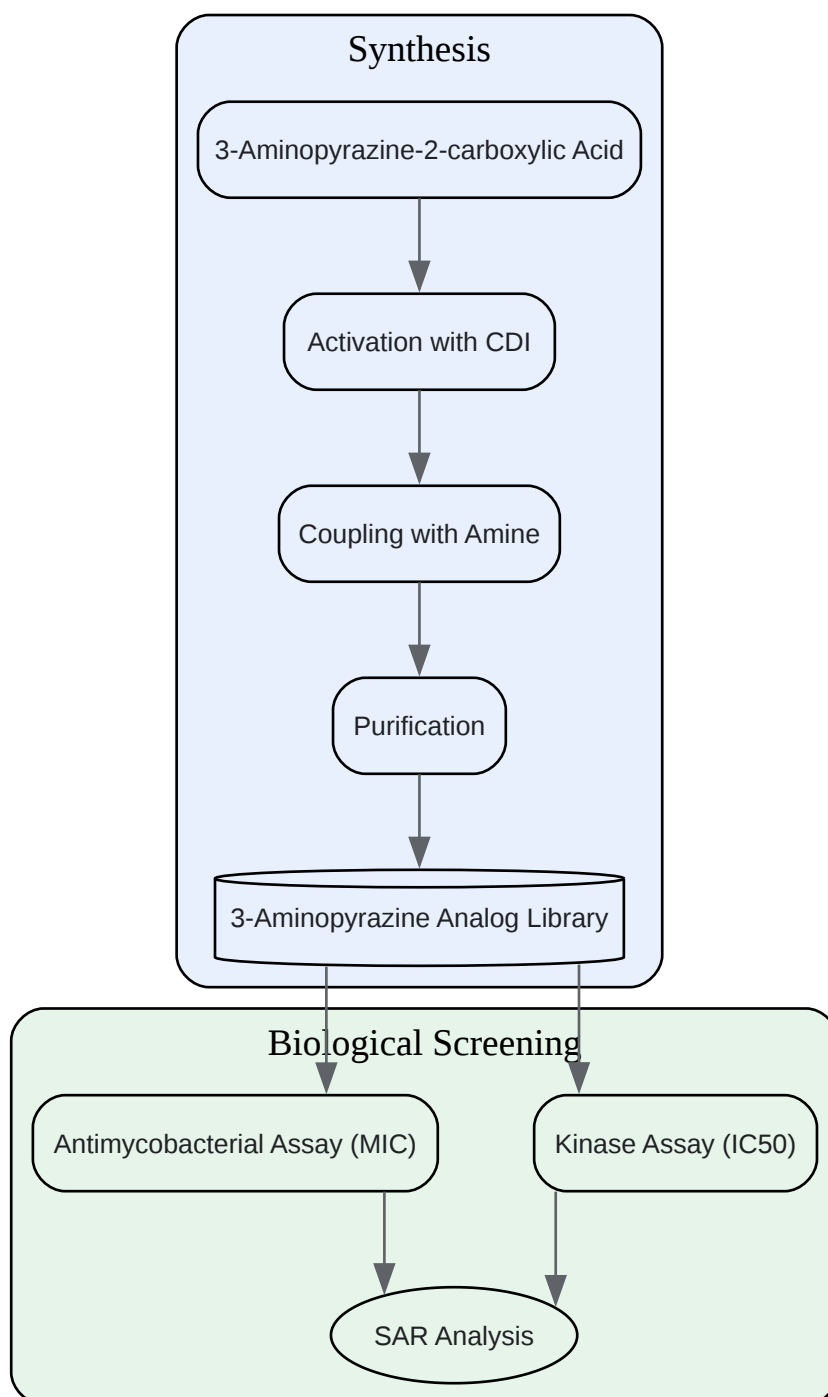 Synthesis
3-Aminopyrazine-2-carboxylic Acid
Activation with CDI
Coupling with Amine
Purification
3-Aminopyrazine Analog Library
Biological Screening
Antimycobacterial Assay (MIC)
Kinase Assay (IC50)
SAR Analysis